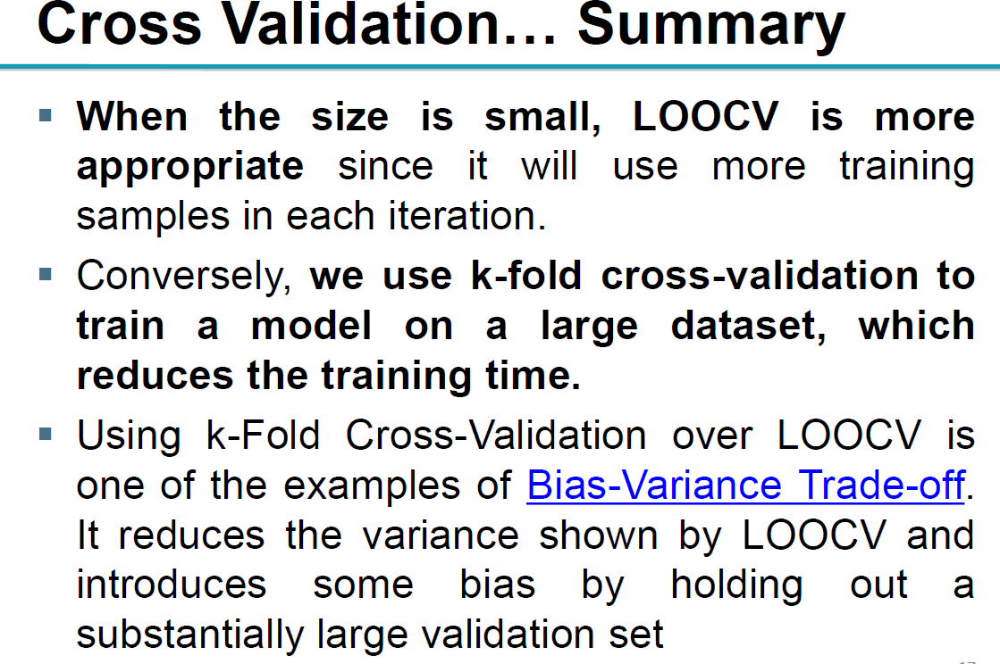 Cross Validation… Summary
▪ When the size is small, LOOCV is more
appropriate since it will use more training
samples in each iteration.
▪ Conversely, we use k-fold cross-validation to
train a model on a large dataset, which
reduces the training time.
▪ Using k-Fold Cross-Validation over LOOCV is
one of the examples of Bias-Variance Trade-off.
It reduces the variance shown by LOOCV and
introduces some bias by holding out a
substantially large validation set